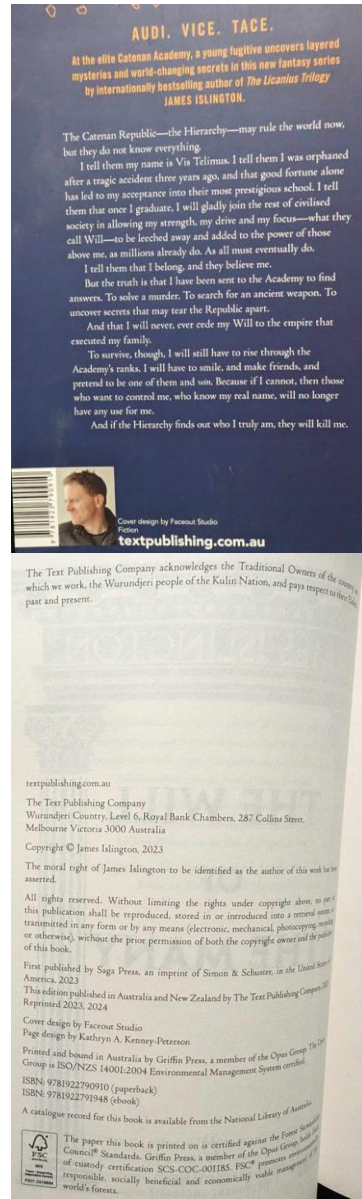 AUDI. VICE. TACE.
At the elite Catenan Academy, a young fugitive uncovers layered
mysteries and world-changing secrets in this new fantasy series
by internationally bestselling author of The Licanius Trilogy
JAMES ISLINGTON.
The Catenan Republic—the Hierarchy—may rule the world now,
but they do not know everything.
I tell them my name is Vis Telimus. I tell them I was orphaned
after a tragic accident three years ago, and that good fortune alone
has led to my acceptance into their most prestigious school. I tell
them that once I graduate, I will gladly join the rest of civilised
society in allowing my strength, my drive and my focus—what they
call Will—to be leeched away and added to the power of those
above me, as millions already do. As all must eventually do.
I tell them that I belong, and they believe me.
But the truth is that I have been sent to the Academy to find
answers. To solve a murder. To search for an ancient weapon. To
uncover secrets that may tear the Republic apart.
And that I will never, ever cede my Will to the empire that
executed my family.
To survive, though, I will still have to rise through the
Academy's ranks. I will have to smile, and make friends, and
pretend to be one of them and win. Because if I cannot, then those
who want to control me, who know my real name, will no longer
have any use for me.
And if the Hierarchy finds out who I truly am, they will kill me.
Cover design by Faceout Studio
Fiction
textpublishing.com.au
The Text Publishing Company acknowledges the Traditional Owners of the country on
which we work, the Wurundjeri people of the Kulin Nation, and pays respect to their Elders
past and present.
textpublishing.com.au
The Text Publishing Company
Wurundjeri Country, Level 6, Royal Bank Chambers, 287 Collins Street,
Melbourne Victoria 3000 Australia
Copyright © James Islington, 2023
The moral right of James Islington to be identified as the author of this work has been
asserted.
All rights reserved. Without limiting the rights under copyright above, no part of
this publication shall be reproduced, stored in or introduced into a retrieval system, or
transmitted in any form or by any means (electronic, mechanical, photocopying, recording
or otherwise), without the prior permission of both the copyright owner and the publisher
of this book.
First published by Saga Press, an imprint of Simon & Schuster, in the United States of
America, 2023
This edition published in Australia and New Zealand by The Text Publishing Company, 2023
Reprinted 2023, 2024
Cover design by Faceout Studio
Page design by Kathryn A. Kenney-Peterson
Printed and bound in Australia by Griffin Press, a member of the Opus Group. The Opus
Group is ISO/NZS 14001:2004 Environmental Management System certified.
ISBN: 9781922790910 (paperback)
ISBN: 9781922791948 (ebook)
A catalogue record for this book is available from the National Library of Australia.
FSC
The paper this book is printed on is certified against the Forest Stewardship
Council® Standards. Griffin Press, a member of the Opus Group, holds
of custody certification SCS-COC-001185. FSC® promotes environmentally
responsible, socially beneficial and economically viable management of the
world's forests.